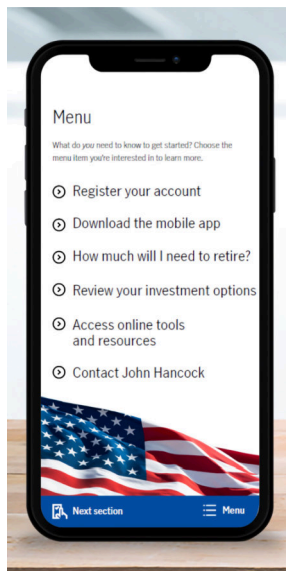 Menu
What do you need to know to get started? Choose the
menu item you're interested in to learn more.
Register your account
Download the mobile app
How much will I need to retire?
Review your investment options
Access online tools
and resources
Contact John Hancock
Next section
Menu